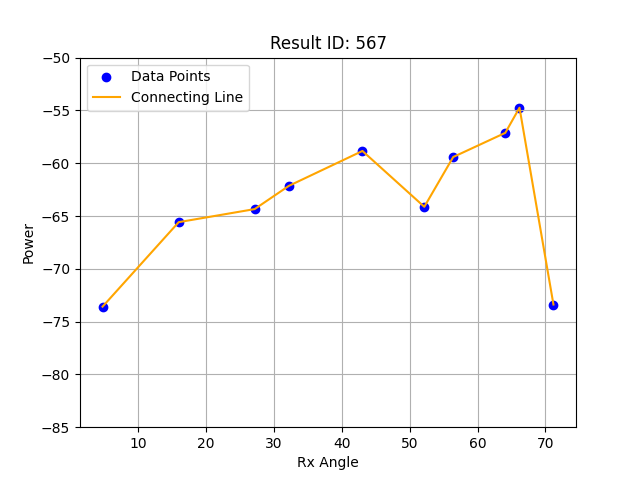 Result ID: 567
Data Points
Connecting Line
Power
−50
−55
−60
−65
−70
−75
−80
−85
10 20 30 40 50 60 70
Rx Angle